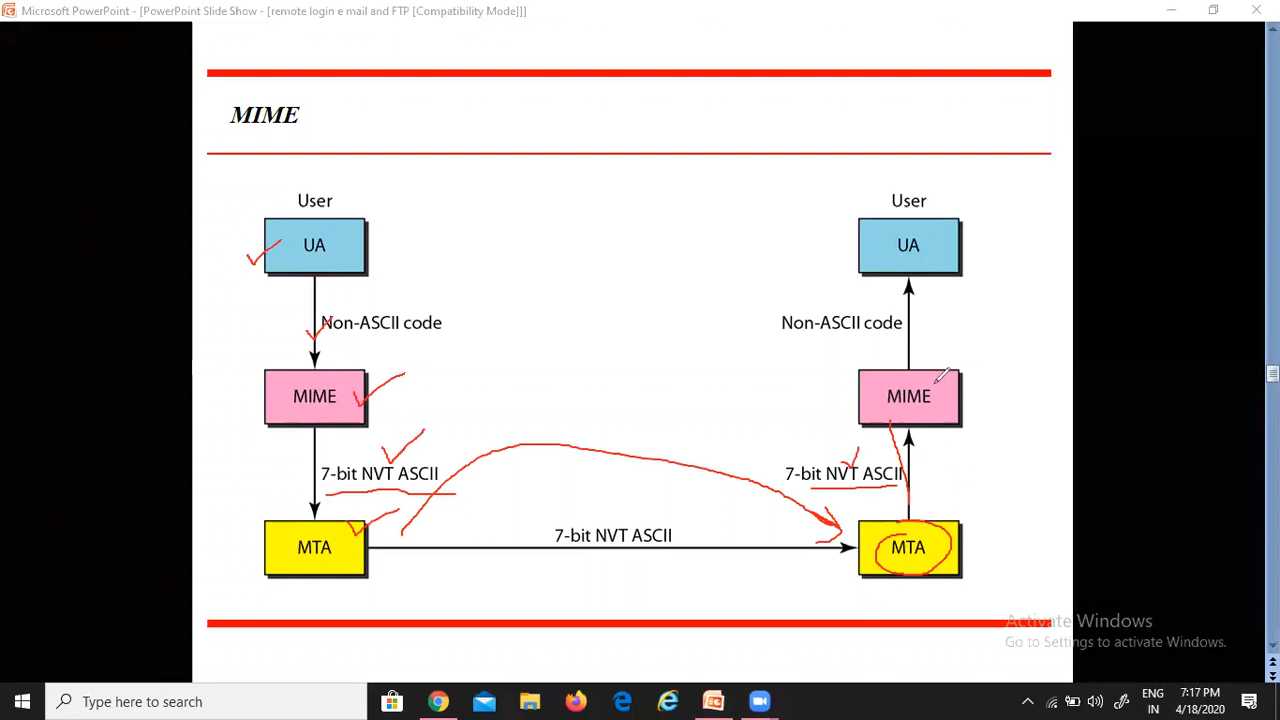 Microsoft PowerPoint - [PowerPoint Slide Show - [remote login e mail and FTP [Compatibility Mode]]]
MIME
User
User
UA
UA
Non-ASCII code
Non-ASCII code
MIME
MIME
7-bit NVT ASCII
7-bit NVT ASCII
7-bit NVT ASCII
MTA
MTA
Activate Windows
Go to Settings to activate Windows.
Type here to search
ENG
IN
7:17 PM
4/18/2020